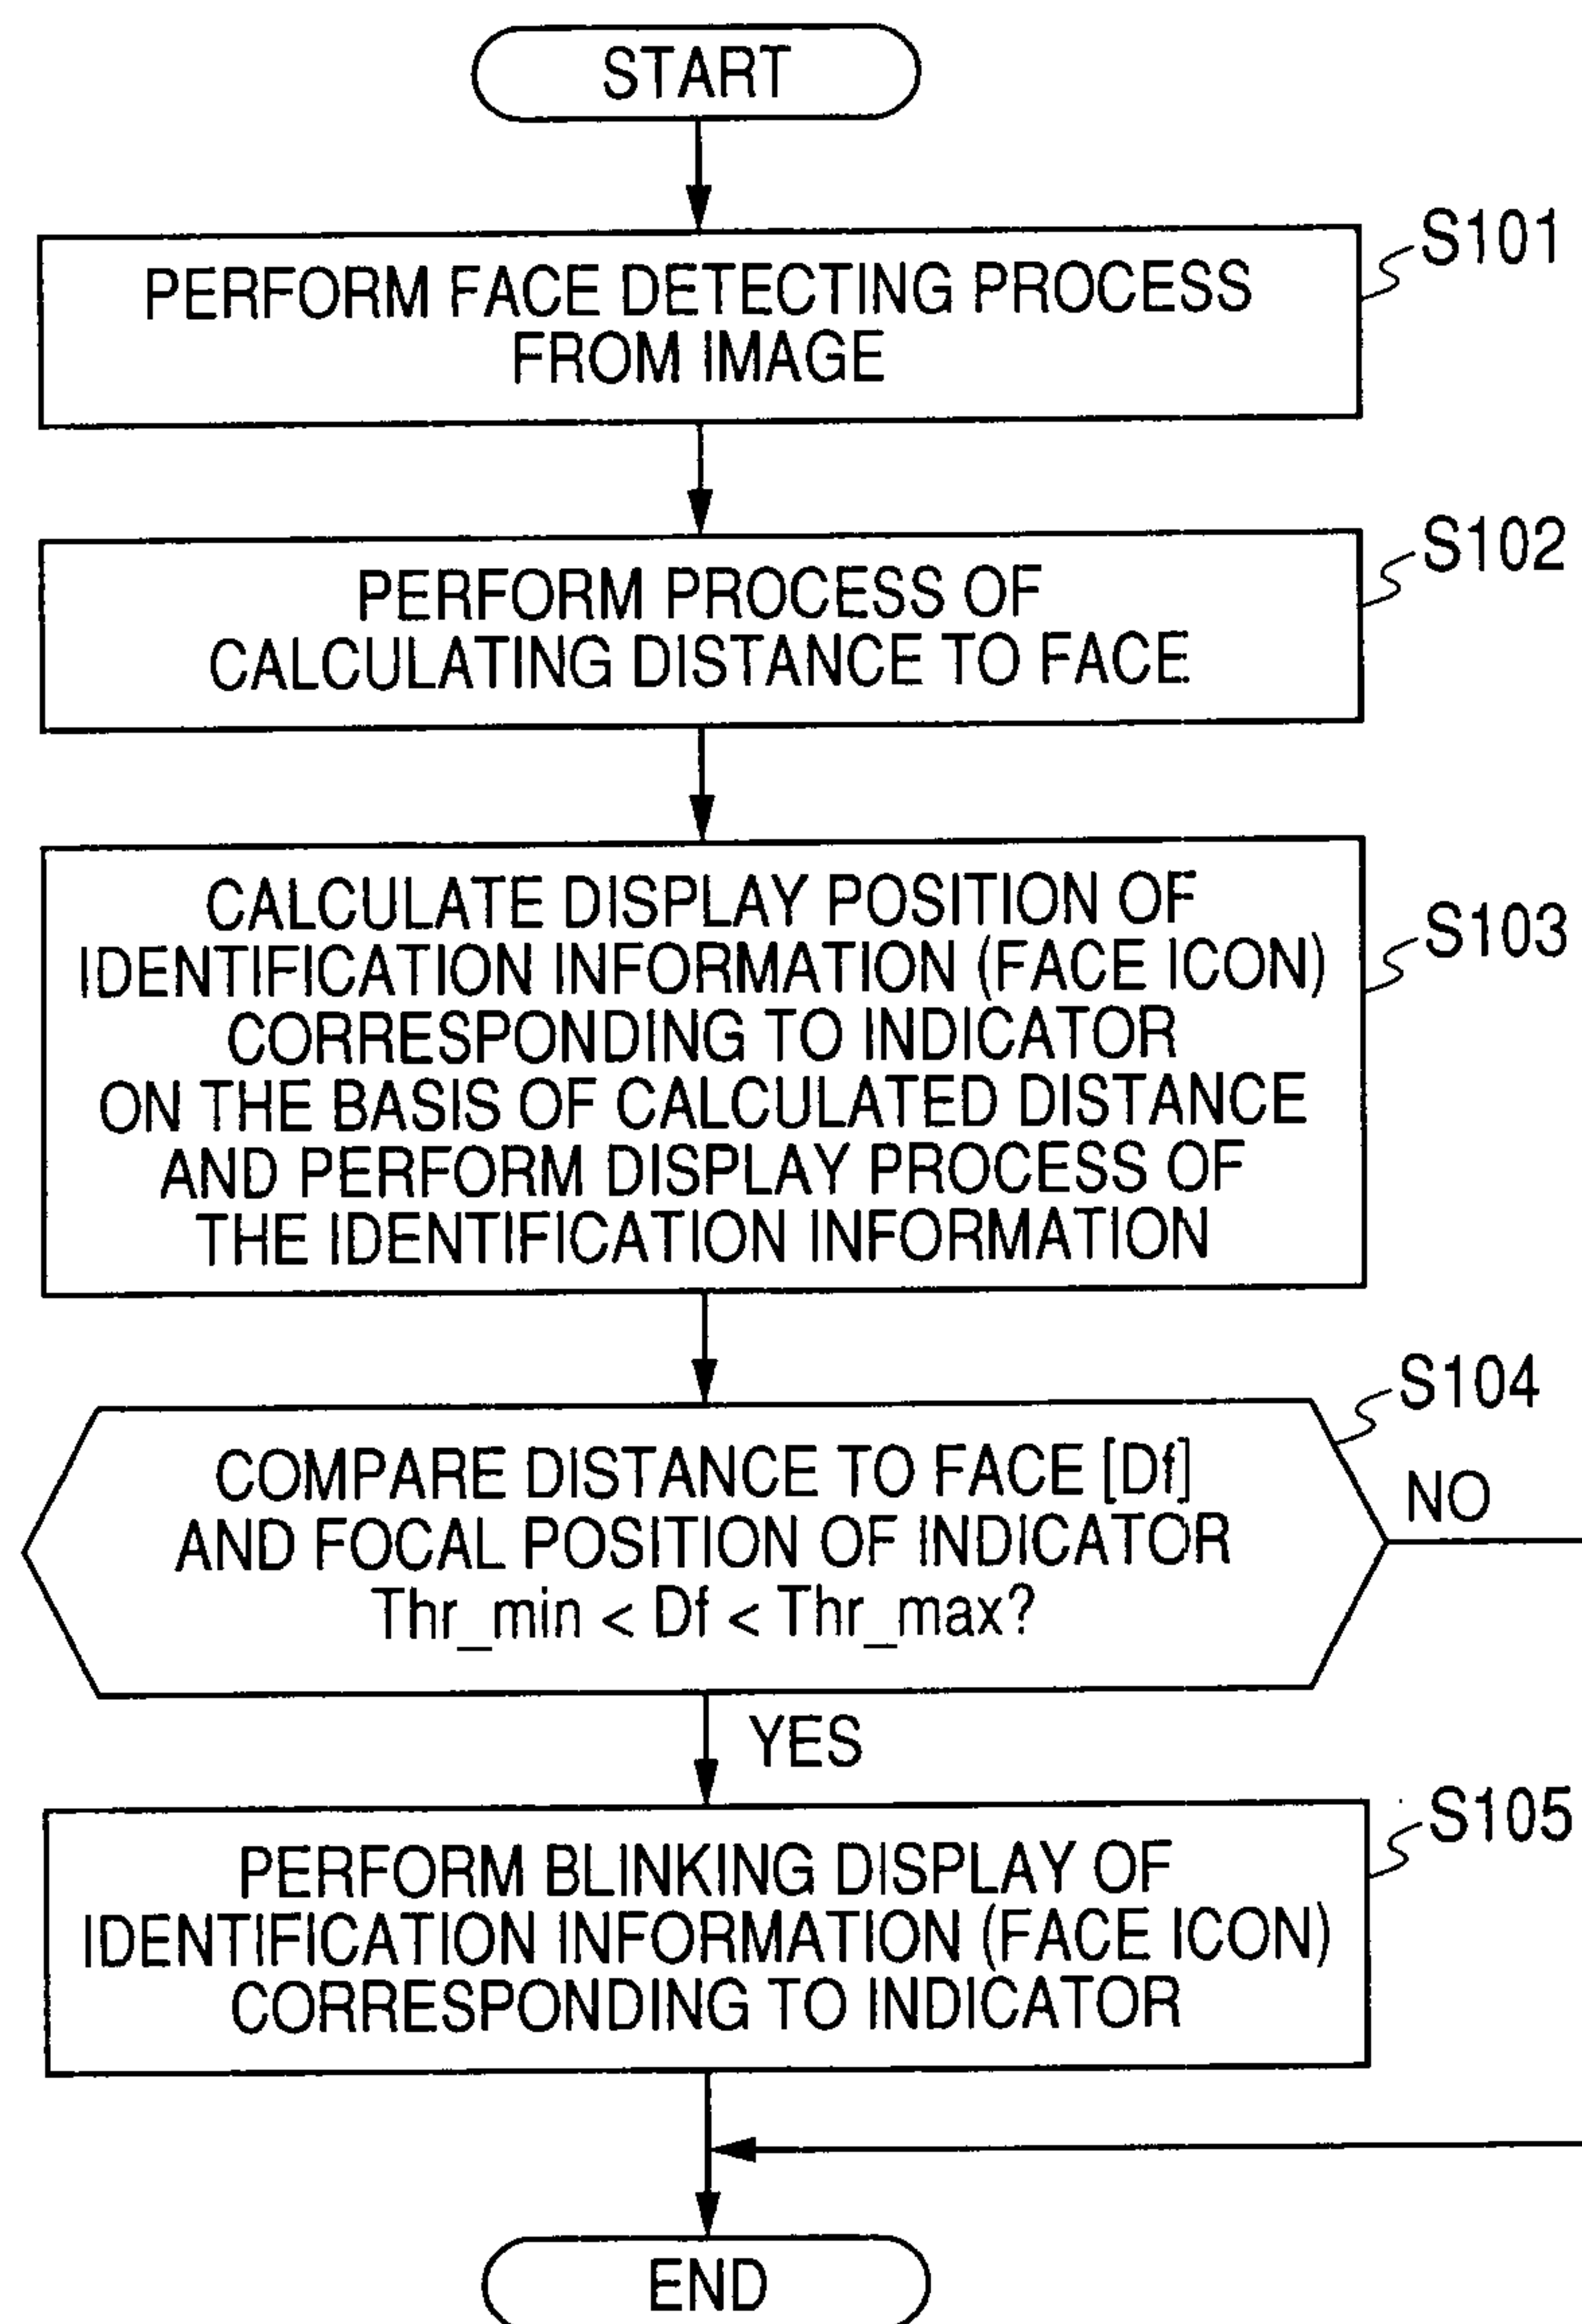 START
S101
PERFORM FACE DETECTING PROCESS
FROM IMAGE
S102
PERFORM PROCESS OF
CALCULATING DISTANCE TO FACE
S103
CALCULATE DISPLAY POSITION OF
IDENTIFICATION INFORMATION (FACE ICON)
CORRESPONDING TO INDICATOR
ON THE BASIS OF CALCULATED DISTANCE
AND PERFORM DISPLAY PROCESS OF
THE IDENTIFICATION INFORMATION
S104
COMPARE DISTANCE TO FACE [Df]
AND FOCAL POSITION OF INDICATOR
Thr_min < Df < Thr_max?
NO
YES
S105
PERFORM BLINKING DISPLAY OF
IDENTIFICATION INFORMATION (FACE ICON)
CORRESPONDING TO INDICATOR
END